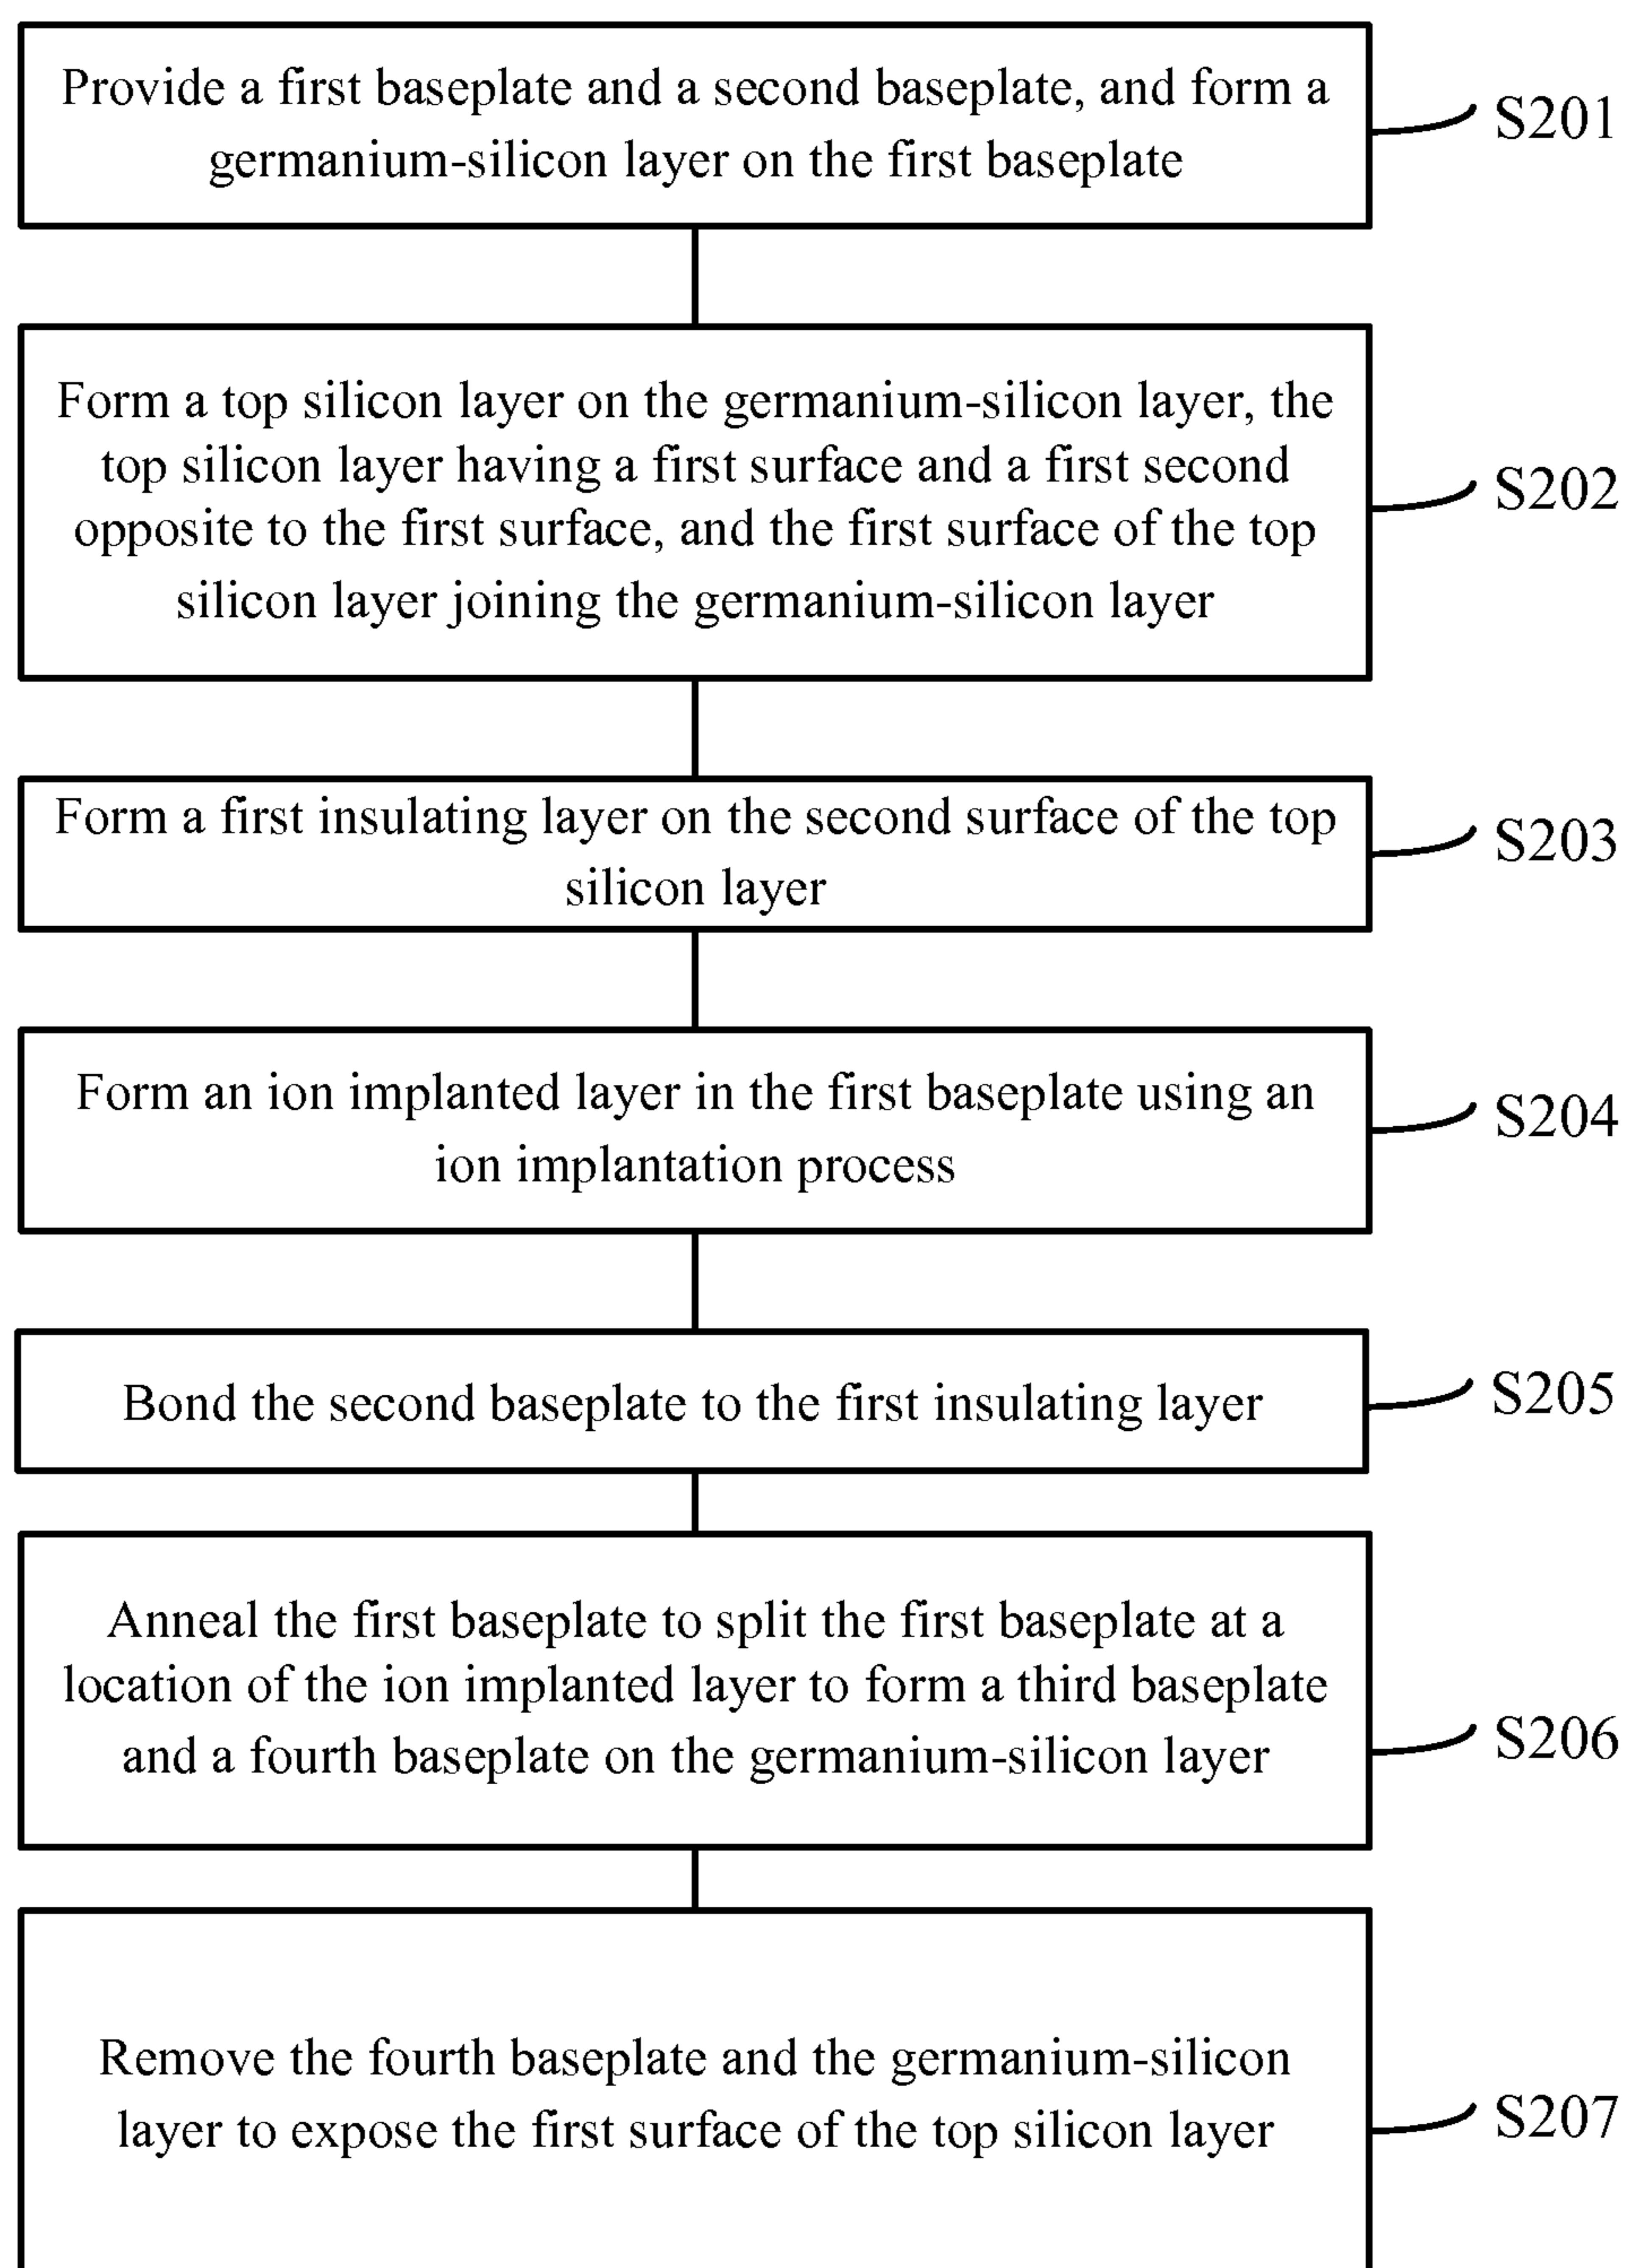 Provide a first baseplate and a second baseplate, and form a
germanium-silicon layer on the first baseplate
S201
Form a top silicon layer on the germanium-silicon layer, the
top silicon layer having a first surface and a first second
opposite to the first surface, and the first surface of the top
silicon layer joining the germanium-silicon layer
S202
Form a first insulating layer on the second surface of the top
silicon layer
S203
Form an ion implanted layer in the first baseplate using an
ion implantation process
S204
Bond the second baseplate to the first insulating layer
S205
Anneal the first baseplate to split the first baseplate at a
location of the ion implanted layer to form a third baseplate
and a fourth baseplate on the germanium-silicon layer
S206
Remove the fourth baseplate and the germanium-silicon
layer to expose the first surface of the top silicon layer
S207